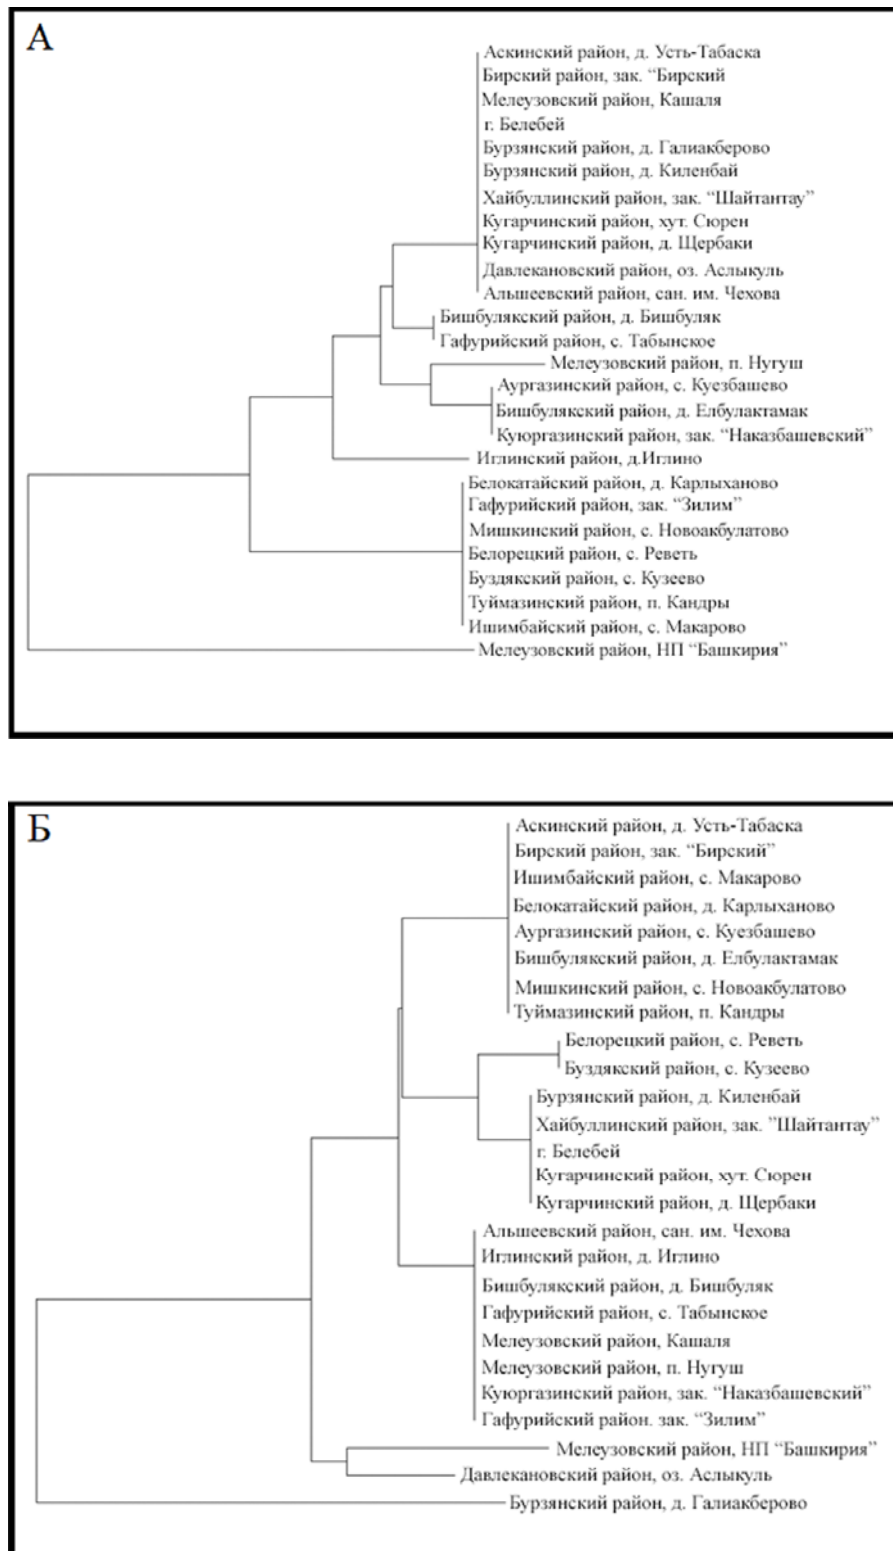 А
Аскинский район, д. Усть-Табаска
Бирский район, зак. “Бирский
Мелеузовский район, Кашаля
г. Белебей
Бурзянский район, д. Галиакберово
Бурзянский район, д. Киленбай
Хайбуллинский район, зак. “Шайтантау”
Кугарчинский район, хут. Сюрен
Кугарчинский район, д. Щербаки
Давлекановский район, оз. Аслыкуль
Альшеевский район, сан. им. Чехова
Бишбулякский район, д. Бишбуляк
Гафурийский район, с. Табынское
Мелеузовский район, п. Нугуш
Аургазинский район, с. Куезбашево
Бишбулякский район, д. Елбулактамак
Куюргазинский район, зак. “Наказбашевский”
Иглинский район, д.Иглино
Белокатайский район, д. Карлыханово
Гафурийский район, зак. “Зилим”
Мишкинский район, с. Новоакбулатово
Белорецкий район, с. Реветь
Буздякский район, с. Кузеево
Туймазинский район, п. Кандры
Ишимбайский район, с. Макарово
Мелеузовский район, НП “Башкирия”
Б
Аскинский район, д. Усть-Табаска
Бирский район, зак. “Бирский”
Ишимбайский район, с. Макарово
Белокатайский район, д. Карлыханово
Аургазинский район, с. Куезбашево
Бишбулякский район, д. Елбулактамак
Мишкинский район, с. Новоакбулатово
Туймазинский район, п. Кандры
Белорецкий район, с. Реветь
Буздякский район, с. Кузеево
Бурзянский район, д. Киленбай
Хайбуллинский район, зак. ”Шайтантау”
г. Белебей
Кугарчинский район, хут. Сюрен
Кугарчинский район, д. Щербаки
Альшеевский район, сан. им. Чехова
Иглинский район, д. Иглино
Бишбулякский район, д. Бишбуляк
Гафурийский район, с. Табынское
Мелеузовский район, Кашаля
Мелеузовский район, п. Нугуш
Куюргазинский район, зак. “Наказбашевский”
Гафурийский район. зак. “Зилим”
Мелеузовский район, НП “Башкирия”
Давлекановский район, оз. Аслыкуль
Бурзянский район, д. Галиакберово